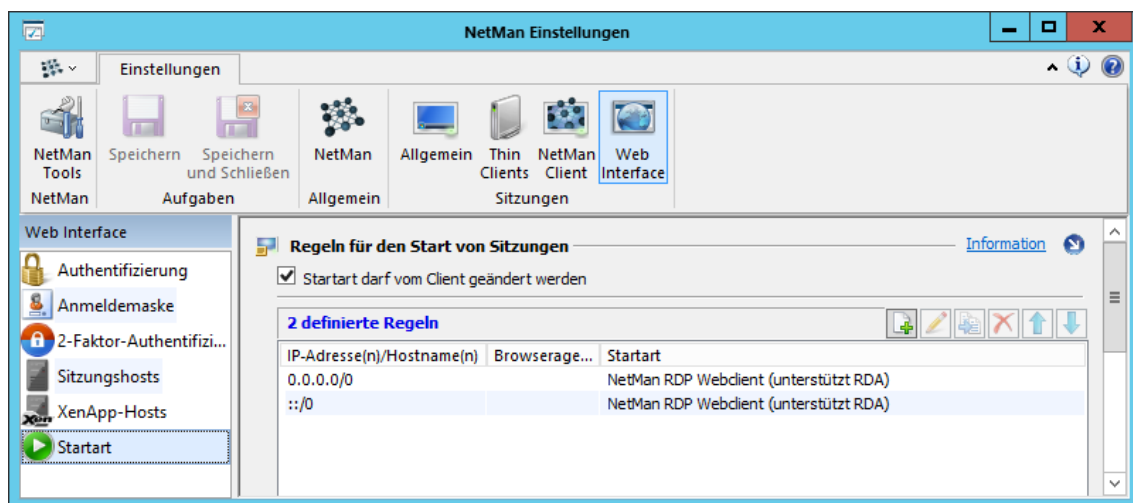 NetMan Einstellungen
Einstellungen
NetMan Tools
Speichern
Speichern und Schließen
NetMan
Allgemein
Thin Clients
NetMan Client
Web Interface
NetMan
Aufgaben
Allgemein
Sitzungen
Web Interface
Authentifizierung
Anmeldemaske
2-Faktor-Authentifizi...
Sitzungshosts
Xen
XenApp-Hosts
Startart
Regeln für den Start von Sitzungen
Information
Startart darf vom Client geändert werden
2 definierte Regeln
IP-Adresse(n)/Hostname(n) Browserage... Startart
0.0.0.0/0 NetMan RDP Webclient (unterstützt RDA)
::/0 NetMan RDP Webclient (unterstützt RDA)